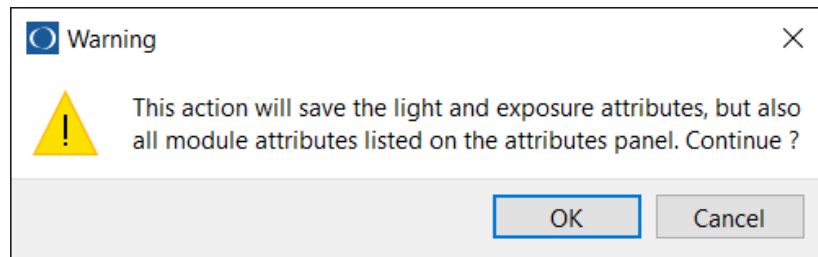 Warning
This action will save the light and exposure attributes, but also
all module attributes listed on the attributes panel. Continue ?
OK
Cancel